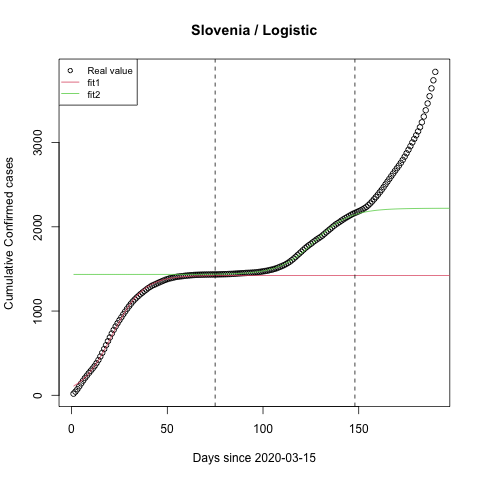 Slovenia / Logistic
Real value
fit1
fit2
Cumulative Confirmed cases
0
1000
2000
3000
0 50 100 150
Days since 2020-03-15